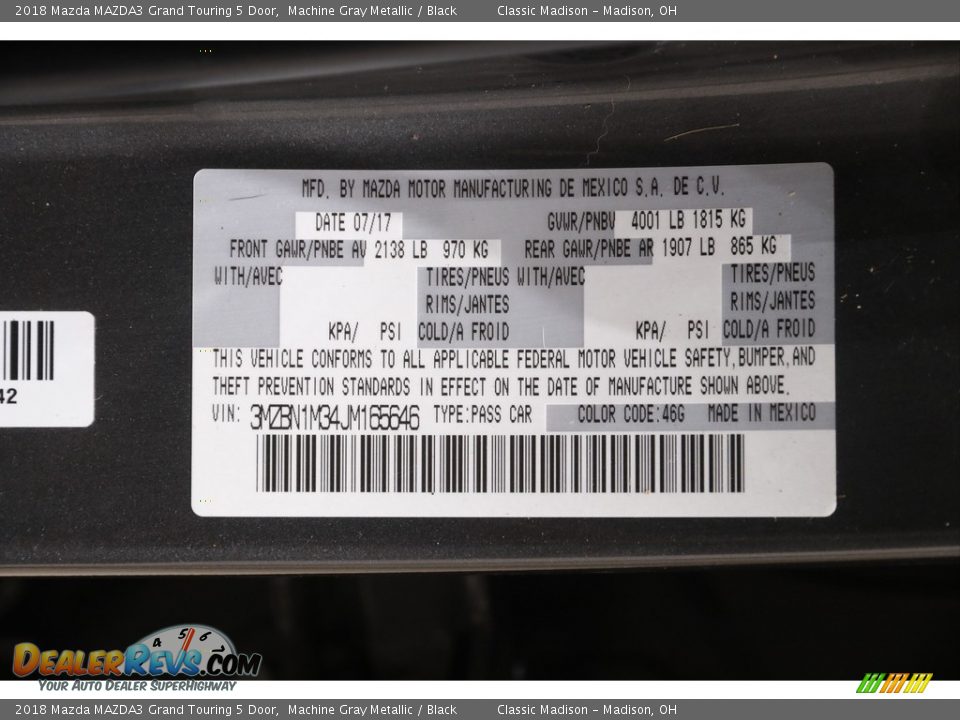 2018 Mazda MAZDA3 Grand Touring 5 Door, Machine Gray Metallic / Black Classic Madison – Madison, OH
MFD. BY MAZDA MOTOR MANUFACTURING DE MEXICO S.A. DE C.V.
DATE 07/17 GVWR/PNBV 4001 LB 1815 KG
FRONT GAWR/PNBE AV 2138 LB 970 KG REAR GAWR/PNBE AR 1907 LB 865 KG
WITH/AVEC TIRES/PNEUS WITH/AVEC TIRES/PNEUS
RIMS/JANTES RIMS/JANTES
KPA/ PSI COLD/A FROID KPA/ PSI COLD/A FROID
THIS VEHICLE CONFORMS TO ALL APPLICABLE FEDERAL MOTOR VEHICLE SAFETY,BUMPER,AND
THEFT PREVENTION STANDARDS IN EFFECT ON THE DATE OF MANUFACTURE SHOWN ABOVE.
VIN: 3MZBN1M34JM165646 TYPE:PASS CAR COLOR CODE:46G MADE IN MEXICO
42
4 5 6
DEALERREVS.COM
YOUR AUTO DEALER SUPERHIGHWAY
2018 Mazda MAZDA3 Grand Touring 5 Door, Machine Gray Metallic / Black Classic Madison – Madison, OH